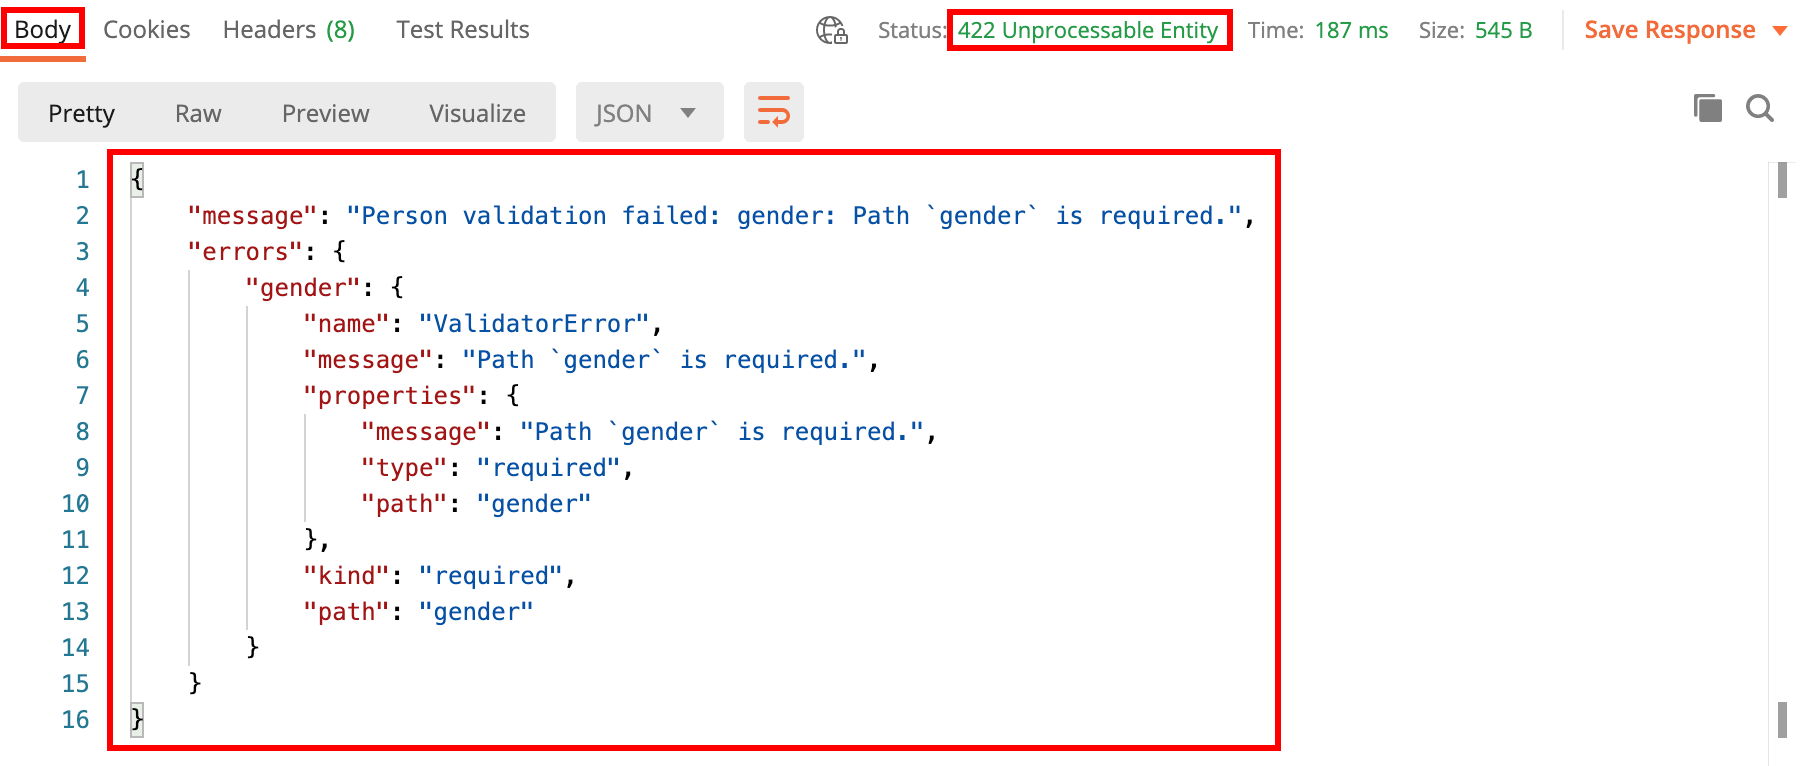 Body Cookies Headers (8) Test Results Status: 422 Unprocessable Entity Time: 187 ms Size: 545 B Save Response
Pretty Raw Preview Visualize JSON
1 {
2 "message": "Person validation failed: gender: Path `gender` is required.",
3 "errors": {
4 "gender": {
5 "name": "ValidatorError",
6 "message": "Path `gender` is required.",
7 "properties": {
8 "message": "Path `gender` is required.",
9 "type": "required",
10 "path": "gender"
11 },
12 "kind": "required",
13 "path": "gender"
14 }
15 }
16 }